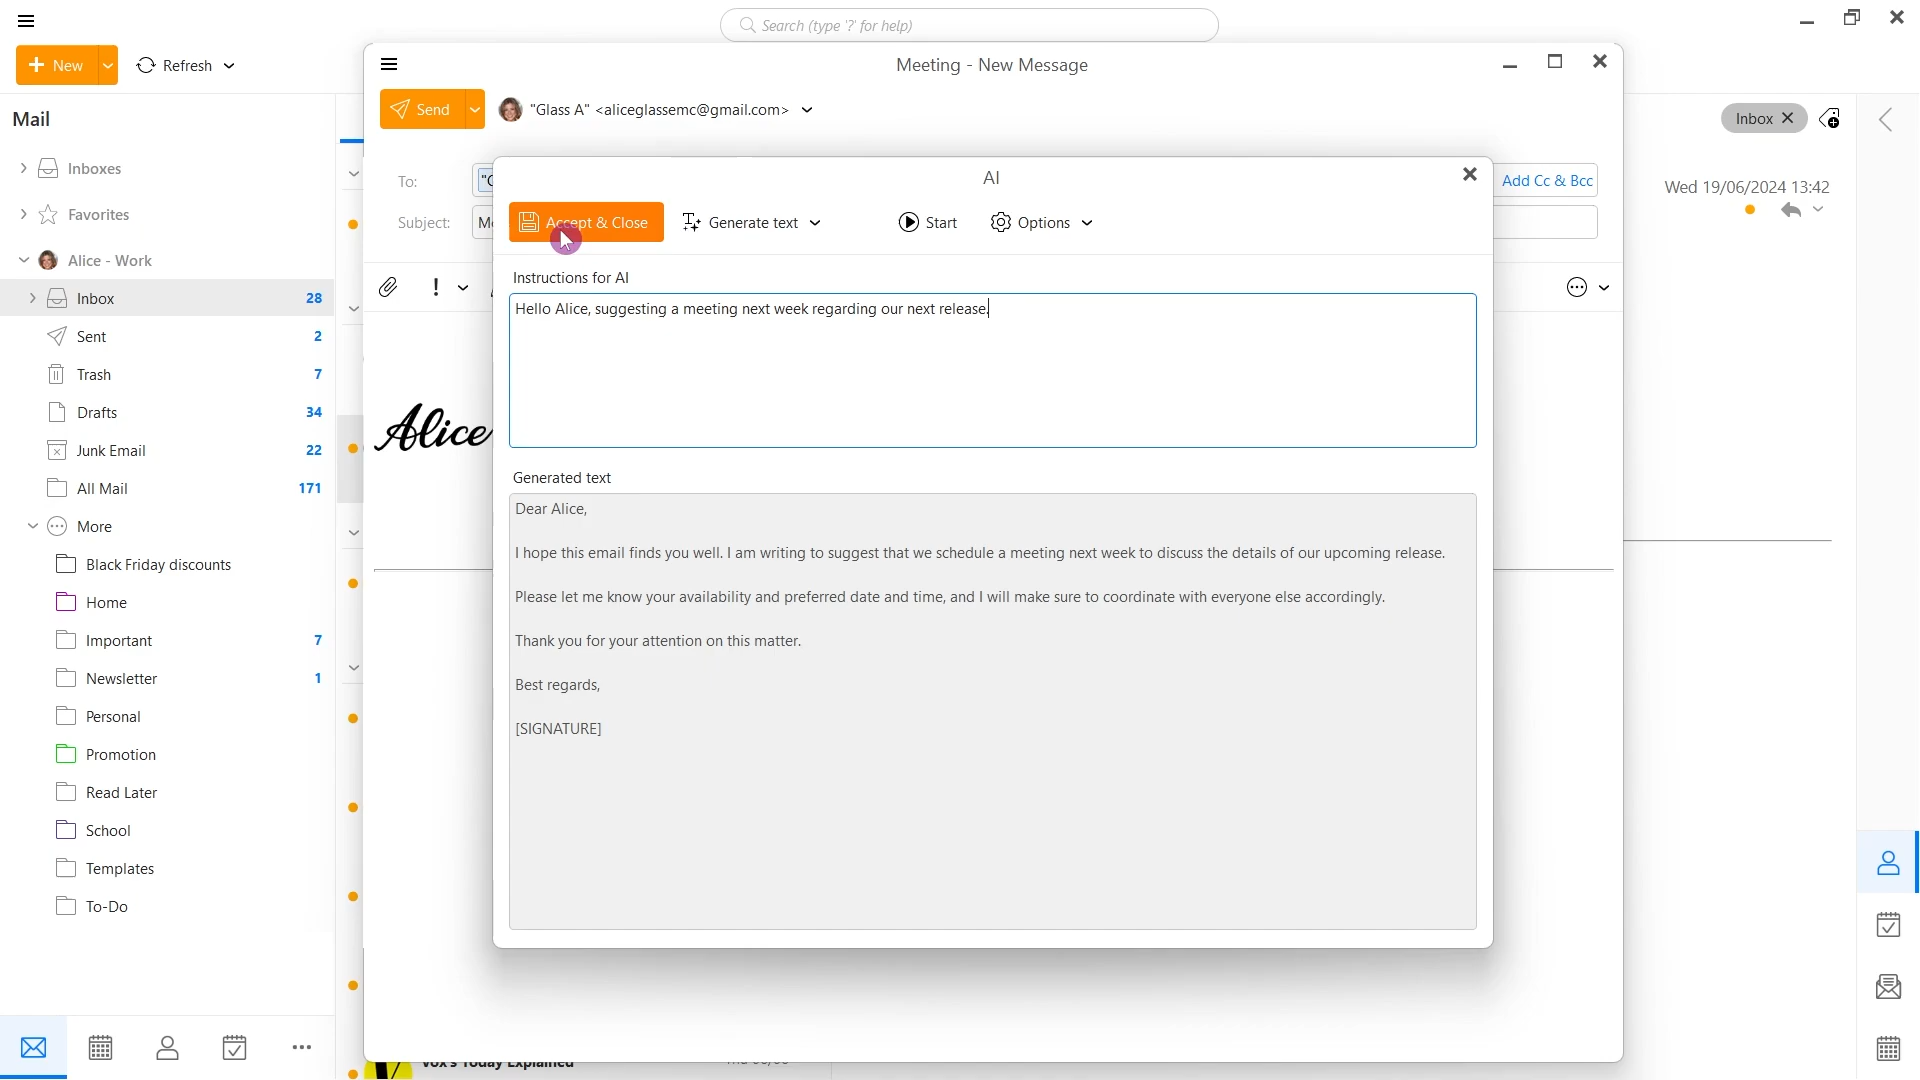 Search (type '?' for help)
New
Refresh
Mail
Inboxes
Favorites
Alice - Work
Inbox 28
Sent 2
Trash 7
Drafts 34
Junk Email 22
All Mail 171
More
Black Friday discounts
Home
Important 7
Newsletter 1
Personal
Promotion
Read Later
School
Templates
To-Do
Meeting - New Message
Send
"Glass A" <aliceglassemc@gmail.com>
To:
Add Cc & Bcc
Subject:
Alice
AI
Accept & Close
Generate text
Start
Options
Instructions for AI
Hello Alice, suggesting a meeting next week regarding our next release.
Generated text
Dear Alice,
I hope this email finds you well. I am writing to suggest that we schedule a meeting next week to discuss the details of our upcoming release.
Please let me know your availability and preferred date and time, and I will make sure to coordinate with everyone else accordingly.
Thank you for your attention on this matter.
Best regards,
[SIGNATURE]
Inbox
Wed 19/06/2024 13:42
Vox's Today Explained